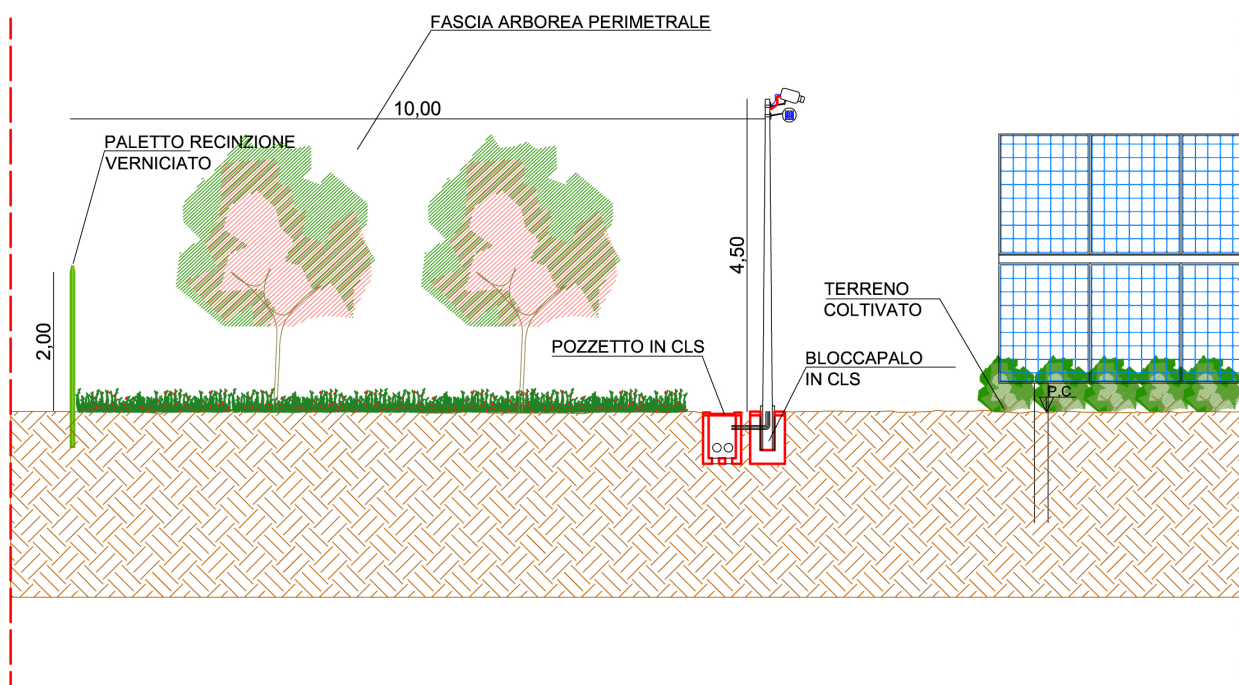 FASCIA ARBOREA PERIMETRALE
10,00
PALETTO RECINZIONE
VERNICIATO
4,50
2,00
TERRENO
COLTIVATO
POZZETTO IN CLS
BLOCCAPALO
IN CLS
P.C